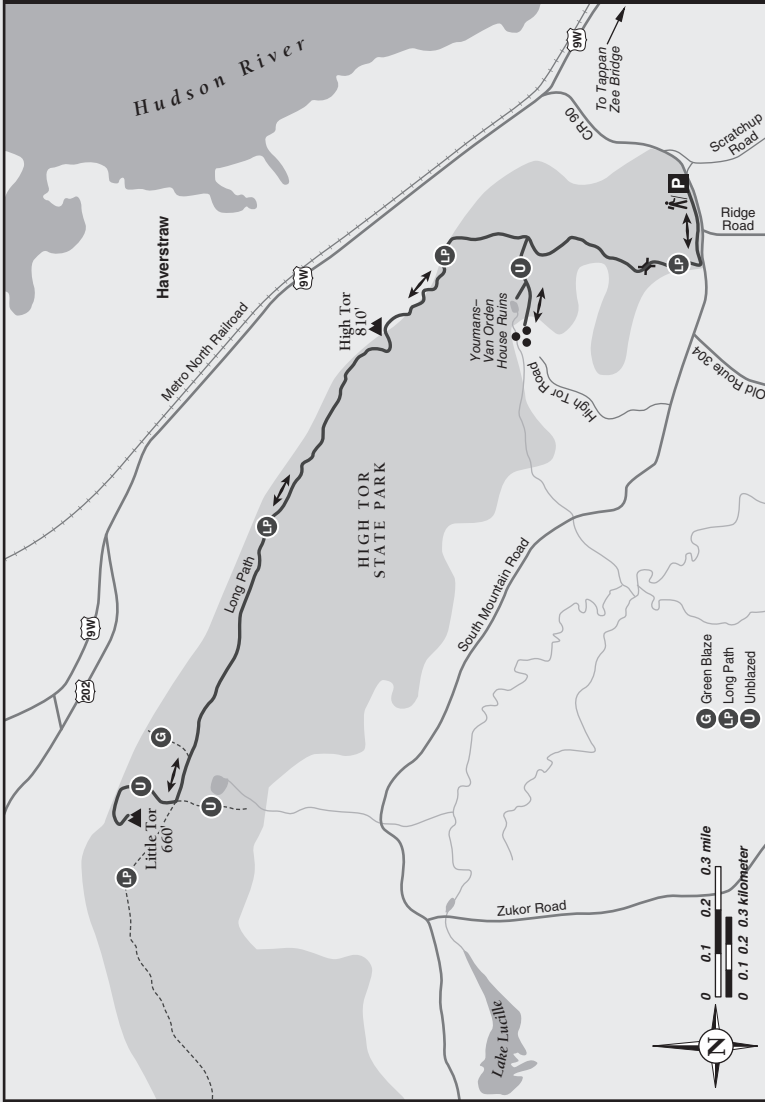 Hudson River
Haverstraw
9W
To Tappan
Zee Bridge
CR 90
Scratchup
Road
Ridge
Road
P
LP
U
Youmans–
Van Orden
House Ruins
High Tor
810'
LP
9W
Metro North Railroad
High Tor Road
Old Route 304
HIGH TOR
STATE PARK
LP
Long Path
South Mountain Road
9W
202
G
U
U
Little Tor
660'
LP
Zukor Road
Lake Lucille
G Green Blaze
LP Long Path
U Unblazed
0 0.1 0.2 0.3 mile
0 0.1 0.2 0.3 kilometer
N